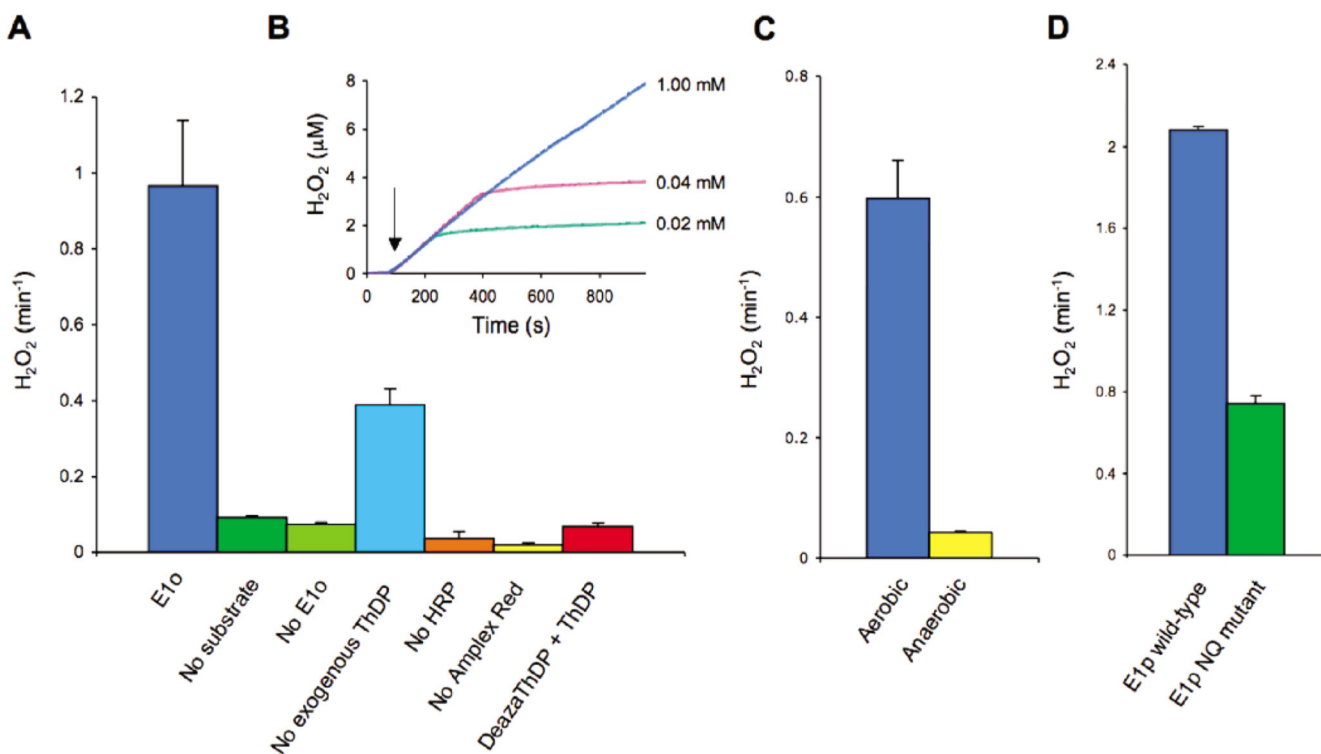 A
H₂O₂ (min⁻¹)
1.2
1
0.8
0.6
0.4
0.2
0
E1o
No substrate
No E1o
No exogenous ThDP
No HRP
No Amplex Red
DeazaThDP + ThDP
B
H₂O₂ (µM)
8
6
4
2
0
0
200
400
600
800
Time (s)
1.00 mM
0.04 mM
0.02 mM
C
H₂O₂ (min⁻¹)
0.8
0.6
0.4
0.2
0
Aerobic
Anaerobic
D
H₂O₂ (min⁻¹)
2.4
2
1.6
1.2
0.8
0.4
0
E1p wild-type
E1p NQ mutant